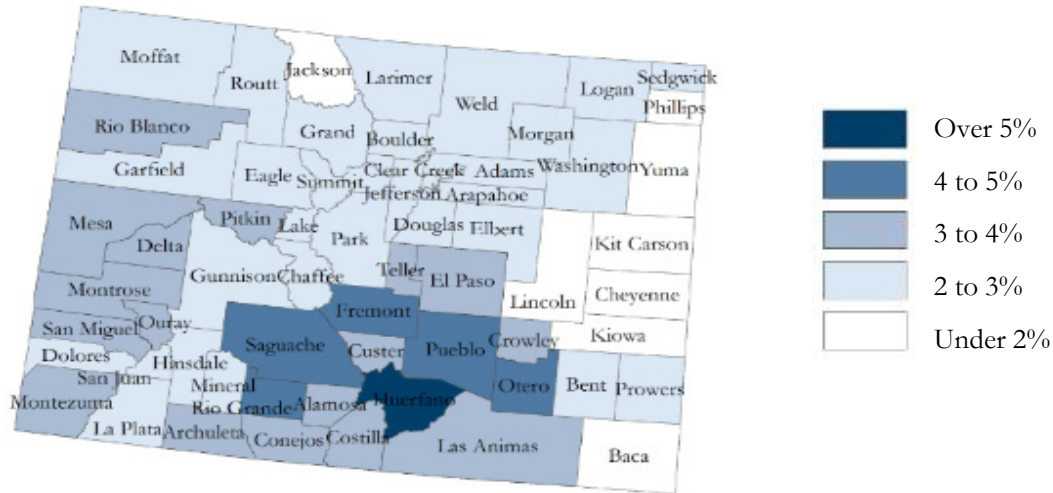 Moffat
Routt
Jackson
Larimer
Weld
Logan
Sedgwick
Phillips
Rio Blanco
Grand
Boulder
Morgan
Washington
Yuma
Garfield
Eagle
Summit
Clear Creek
Adams
Jefferson
Arapahoe
Mesa
Pitkin
Lake
Park
Douglas
Elbert
Kit Carson
Delta
Gunnison
Chaffee
Teller
El Paso
Lincoln
Cheyenne
Montrose
Fremont
Kiowa
San Miguel
Ouray
Saguache
Custer
Pueblo
Crowley
Dolores
Hinsdale
San Juan
Mineral
Otero
Bent
Prowers
Montezuma
Rio Grande
Alamosa
Huerfano
La Plata
Archuleta
Conejos
Costilla
Las Animas
Baca
Over 5%
4 to 5%
3 to 4%
2 to 3%
Under 2%